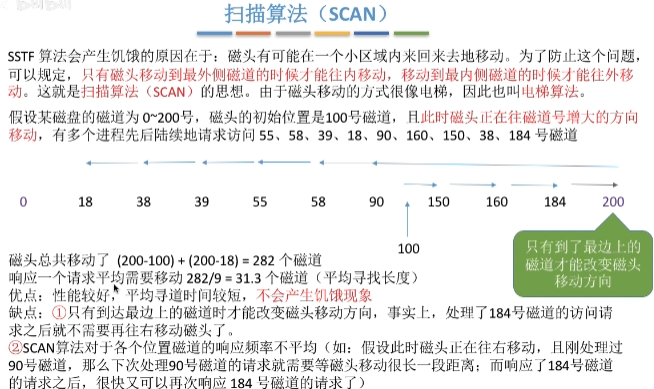 扫描算法（SCAN）
SSTF 算法会产生饥饿的原因在于：磁头有可能在一个小区域内来回来去地移动。为了防止这个问题，
可以规定，只有磁头移动到最外侧磁道的时候才能往内移动，移动到最内侧磁道的时候才能往外移
动。这就是扫描算法（SCAN）的思想。由于磁头移动的方式很像电梯，因此也叫电梯算法。
假设某磁盘的磁道为 0~200号，磁头的初始位置是100号磁道，且此时磁头正在往磁道号增大的方向
移动，有多个进程先后陆续地请求访问 55、58、39、18、90、160、150、38、184 号磁道
0 18 38 39 55 58 90 150 160 184 200
100
只有到了最边上的
磁道才能改变磁头
移动方向
磁头总共移动了 (200-100) + (200-18) = 282 个磁道
响应一个请求平均需要移动 282/9 = 31.3 个磁道（平均寻找长度）
优点：性能较好，平均寻道时间较短，不会产生饥饿现象
缺点：①只有到达最边上的磁道时才能改变磁头移动方向，事实上，处理了184号磁道的访问请
求之后就不需要再往右移动磁头了。
②SCAN算法对于各个位置磁道的响应频率不平均（如：假设此时磁头正在往右移动，且刚处理过
90号磁道，那么下次处理90号磁道的请求就需要等磁头移动很长一段距离；而响应了184号磁道
的请求之后，很快又可以再次响应 184 号磁道的请求了）